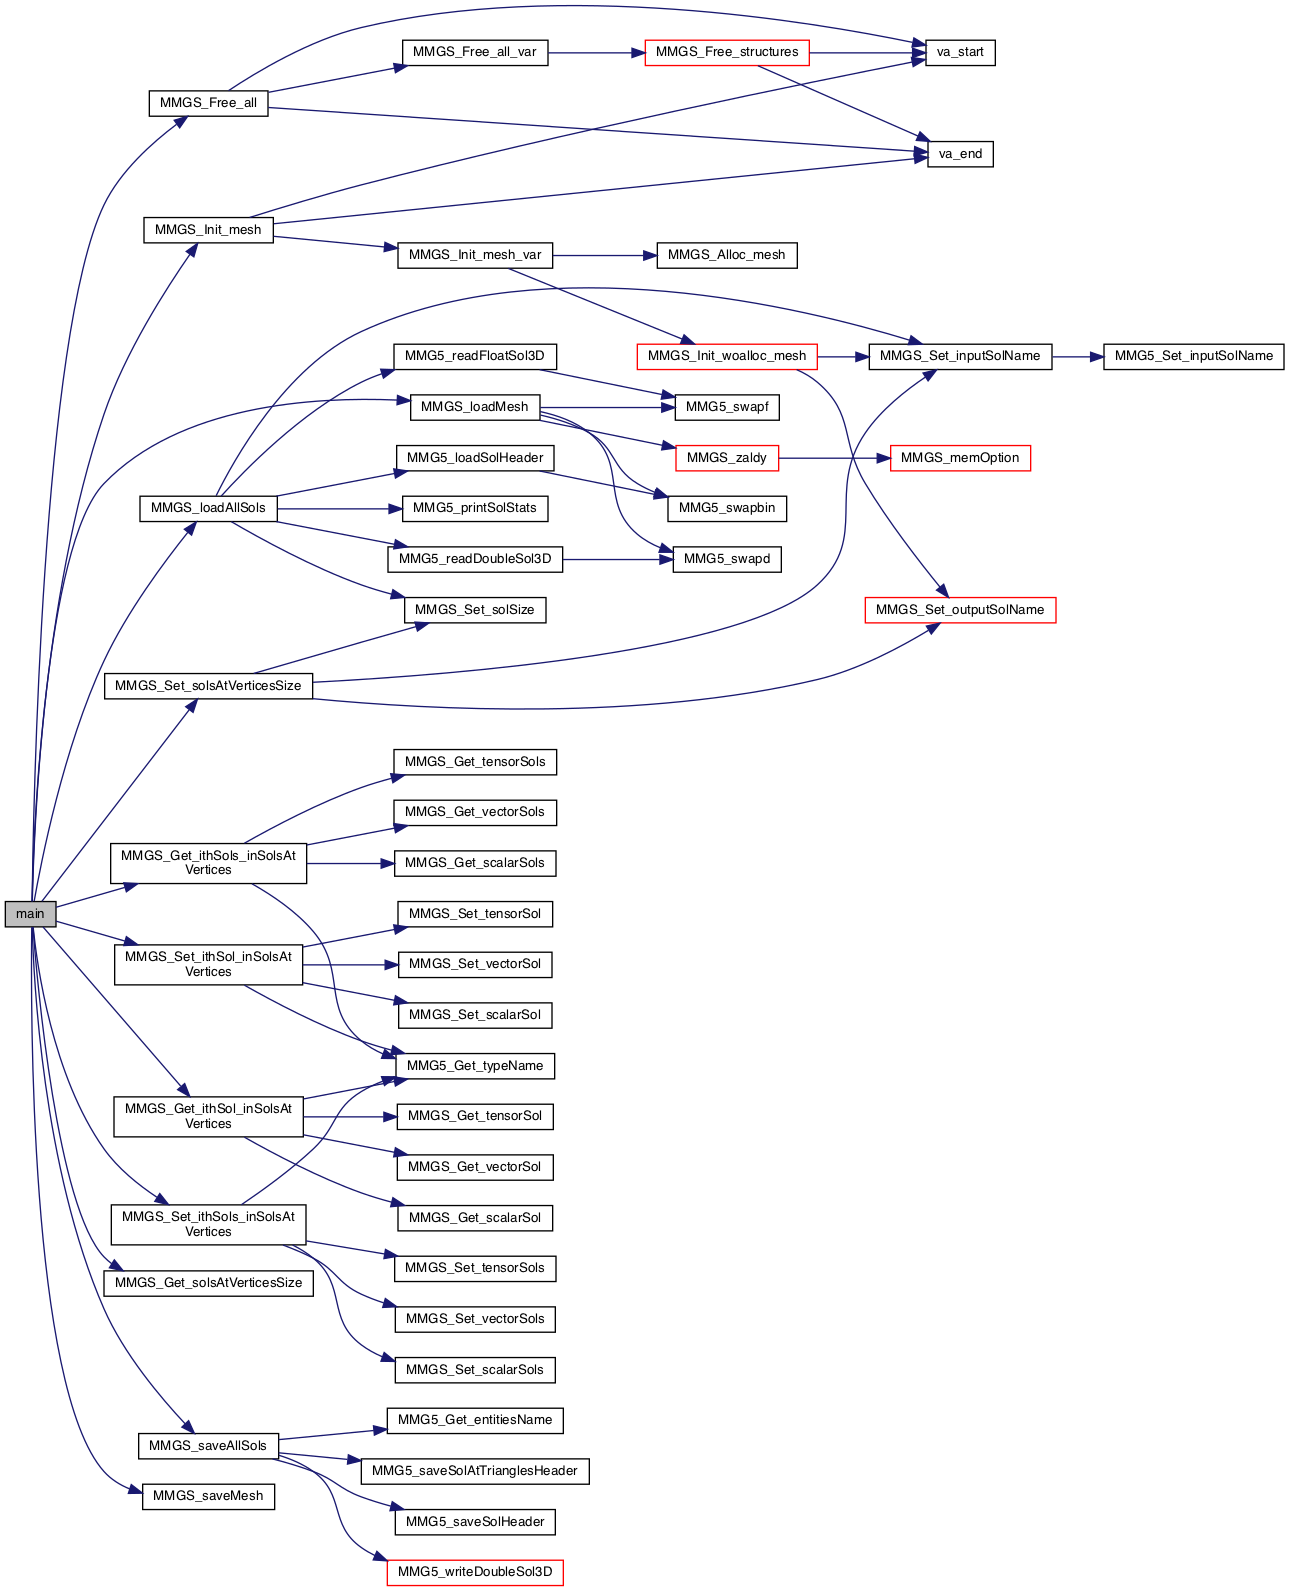 MMGS_Free_all_var
MMGS_Free_structures
va_start
MMGS_Free_all
va_end
MMGS_Init_mesh
MMGS_Init_mesh_var
MMGS_Alloc_mesh
MMG5_readFloatSol3D
MMGS_Init_woalloc_mesh
MMGS_Set_inputSolName
MMG5_Set_inputSolName
MMGS_loadMesh
MMG5_swapf
MMG5_loadSolHeader
MMGS_zaldy
MMGS_memOption
MMGS_loadAllSols
MMG5_printSolStats
MMG5_swapbin
MMG5_readDoubleSol3D
MMG5_swapd
MMGS_Set_solSize
MMGS_Set_outputSolName
MMGS_Set_solsAtVerticesSize
MMGS_Get_tensorSols
MMGS_Get_vectorSols
MMGS_Get_ithSols_inSolsAt
Vertices
MMGS_Get_scalarSols
main
MMGS_Set_tensorSol
MMGS_Set_ithSol_inSolsAt
Vertices
MMGS_Set_vectorSol
MMGS_Set_scalarSol
MMG5_Get_typeName
MMGS_Get_ithSol_inSolsAt
Vertices
MMGS_Get_tensorSol
MMGS_Get_vectorSol
MMGS_Set_ithSols_inSolsAt
Vertices
MMGS_Get_scalarSol
MMGS_Set_tensorSols
MMGS_Get_solsAtVerticesSize
MMGS_Set_vectorSols
MMGS_Set_scalarSols
MMG5_Get_entitiesName
MMGS_saveAllSols
MMG5_saveSolAtTrianglesHeader
MMGS_saveMesh
MMG5_saveSolHeader
MMG5_writeDoubleSol3D